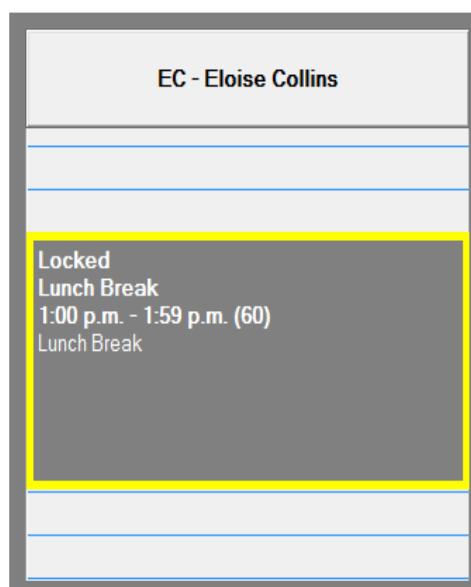 EC - Eloise Collins
Locked
Lunch Break
1:00 p.m. - 1:59 p.m. (60)
Lunch Break